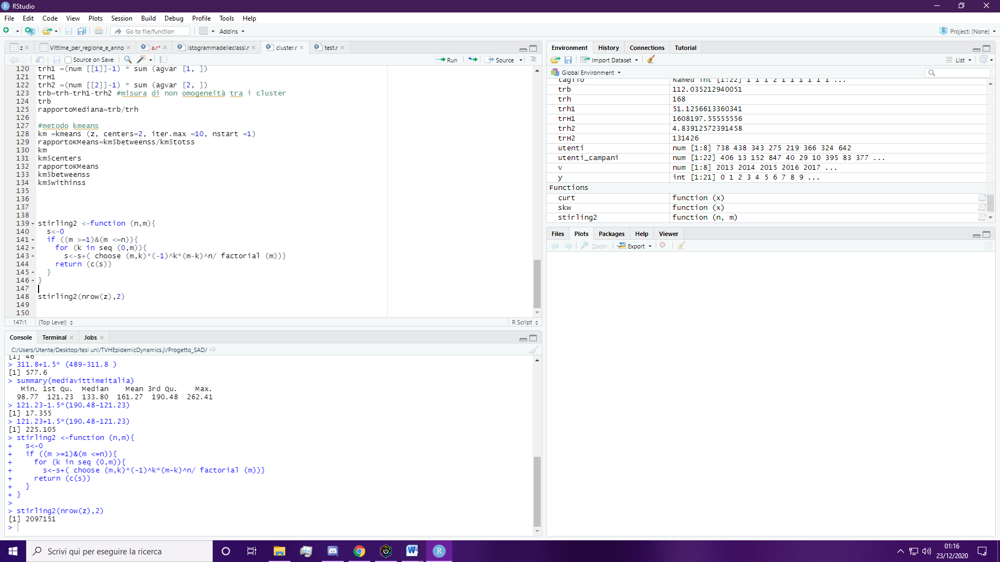 RStudio
File Edit Code View Plots Session Build Debug Profile Tools Help
Go to file/function
Addins
Project: (None)
z
Vittime_per_regione_e_anno
a.r*
istogrammadelleclassi.r
cluster.r
test.r
Source on Save
Run
Source
120 trh1 =(num [[1]]-1) * sum (agvar [1, ])
121 trH1
122 trh2 =(num [[2]]-1) * sum (agvar [2, ])
123 trb=trh-trh1-trh2 #misura di non omogeneità tra i cluster
124 trb
125 rapportoMediana=trb/trh
126
127 #metodo kmeans
128 km =kmeans (z, centers=2, iter.max =10, nstart =1)
129 rapportoKMeans=km$betweenss/km$totss
130 km
131 km$centers
132 rapportoKMeans
133 km$betweenss
134 km$withinss
135
136
137
138
139 stirling2 <-function (n,m){
140 s<-0
141 if ((m >=1)&(m <=n)){
142 for (k in seq (0,m)){
143 s<-s+( choose (m,k)*(-1)^k*(m-k)^n/ factorial (m))}
144 return (c(s))
145 }
146 }
147
148 stirling2(nrow(z),2)
149
150
147:1 (Top Level)
R Script
Console Terminal Jobs
C:/Users/Utente/Desktop/tesi uni/TVHEpidemicDynamics.jl/Progetto_SAD/
[1] 46
> 311.8+1.5* (489-311.8 )
[1] 577.6
> summary(mediavittimeitalia)
Min. 1st Qu. Median Mean 3rd Qu. Max.
98.77 121.23 133.80 161.27 190.48 262.41
> 121.23-1.5*(190.48-121.23)
[1] 17.355
> 121.23+1.5*(190.48-121.23)
[1] 225.105
> stirling2 <-function (n,m){
+ s<-0
+ if ((m >=1)&(m <=n)){
+ for (k in seq (0,m)){
+ s<-s+( choose (m,k)*(-1)^k*(m-k)^n/ factorial (m))}
+ return (c(s))
+ }
+ }
>
> stirling2(nrow(z),2)
[1] 2097151
>
Environment History Connections Tutorial
Import Dataset
List
Global Environment
taglio Named int [1:22] 1 1 1 2 1 1 1 1 1 1 ...
trb 112.035212940051
trh 168
trh1 51.1256613360341
trH1 1608197.55555556
trh2 4.83912572391458
trH2 131426
utenti num [1:8] 738 438 343 275 219 366 324 642
utenti_campani num [1:22] 406 13 152 847 40 29 10 395 83 377 ...
v num [1:8] 2013 2014 2015 2016 2017 ...
y int [1:21] 0 1 2 3 4 5 6 7 8 9 ...
Functions
curt function (x)
skw function (x)
stirling2 function (n, m)
Files Plots Packages Help Viewer
Zoom Export
Scrivi qui per eseguire la ricerca
01:16
23/12/2020